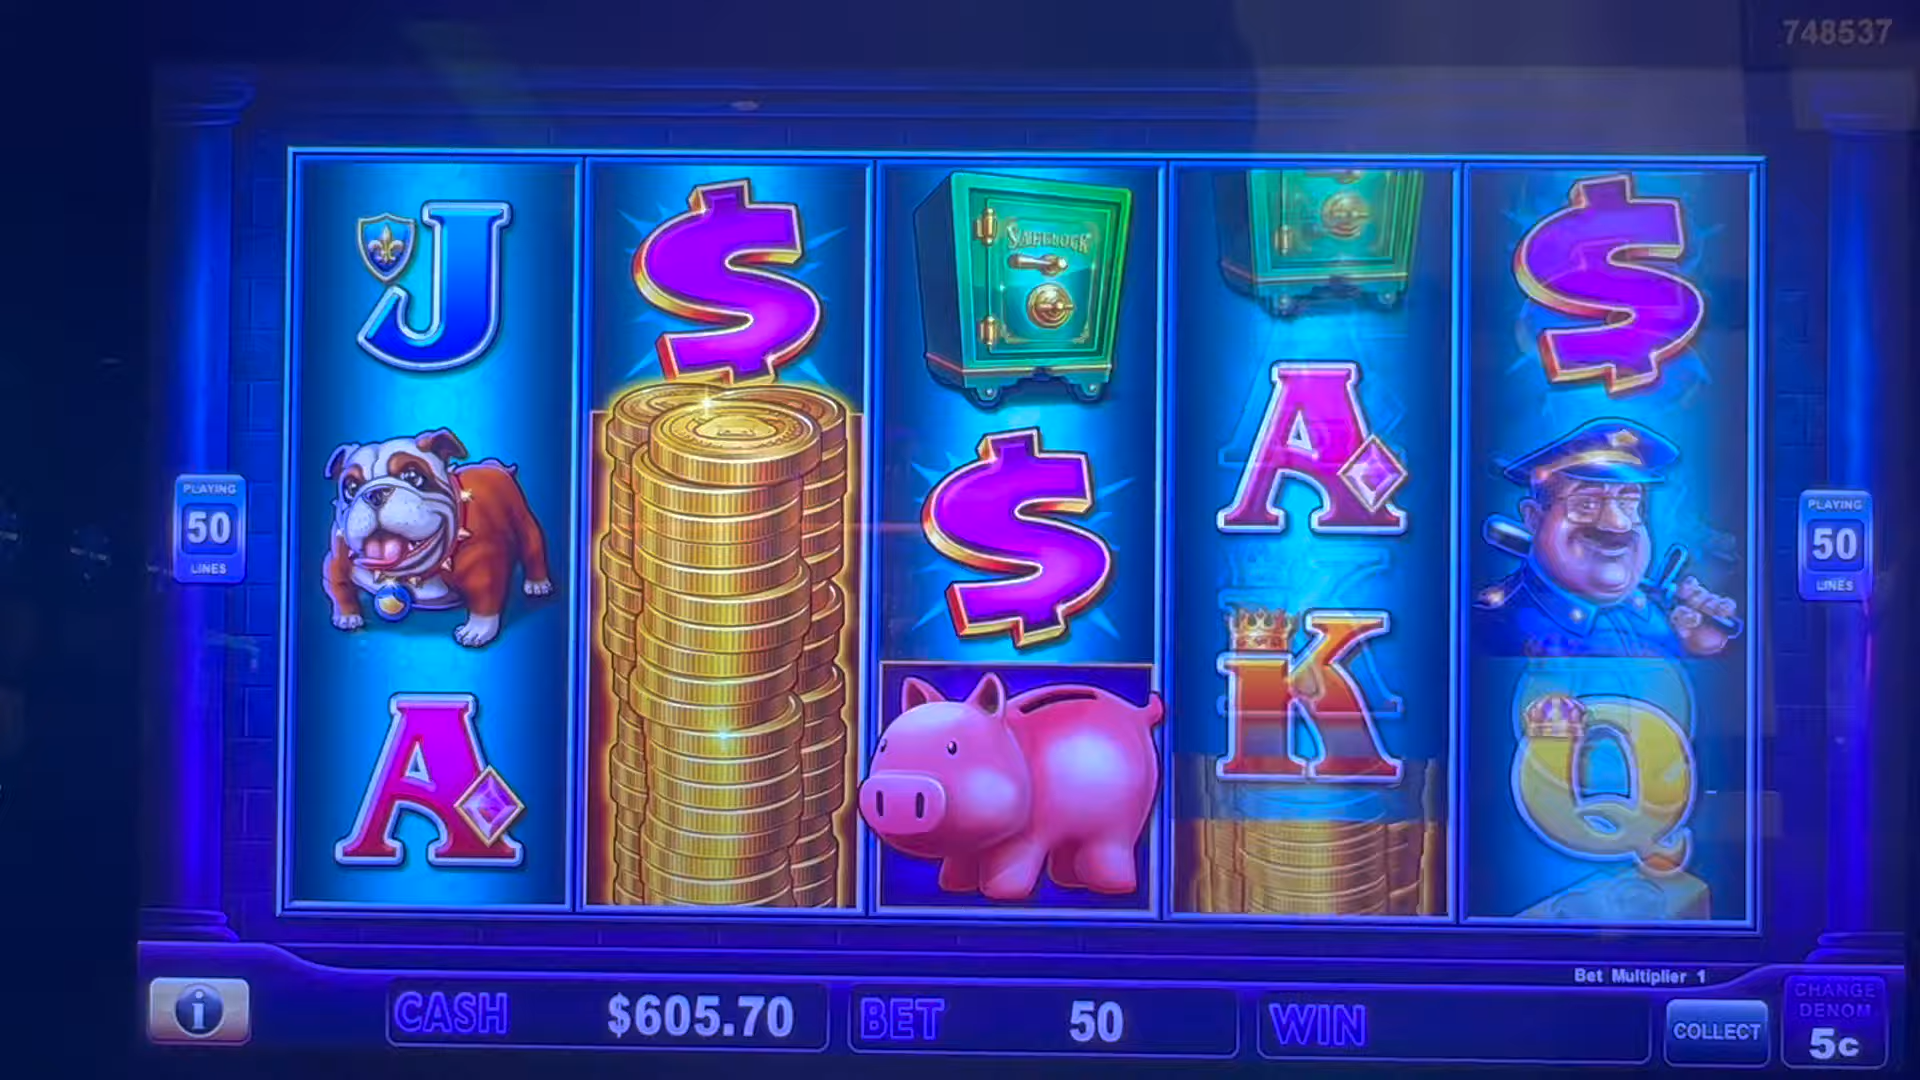 748537
J
SAFELOCK
A
PLAYING
50
LINES
PLAYING
50
LINES
K
A
Q
Bet Multiplier 1
CASH $605.70 BET 50 WIN
COLLECT
CHANGE
DENOM
5c